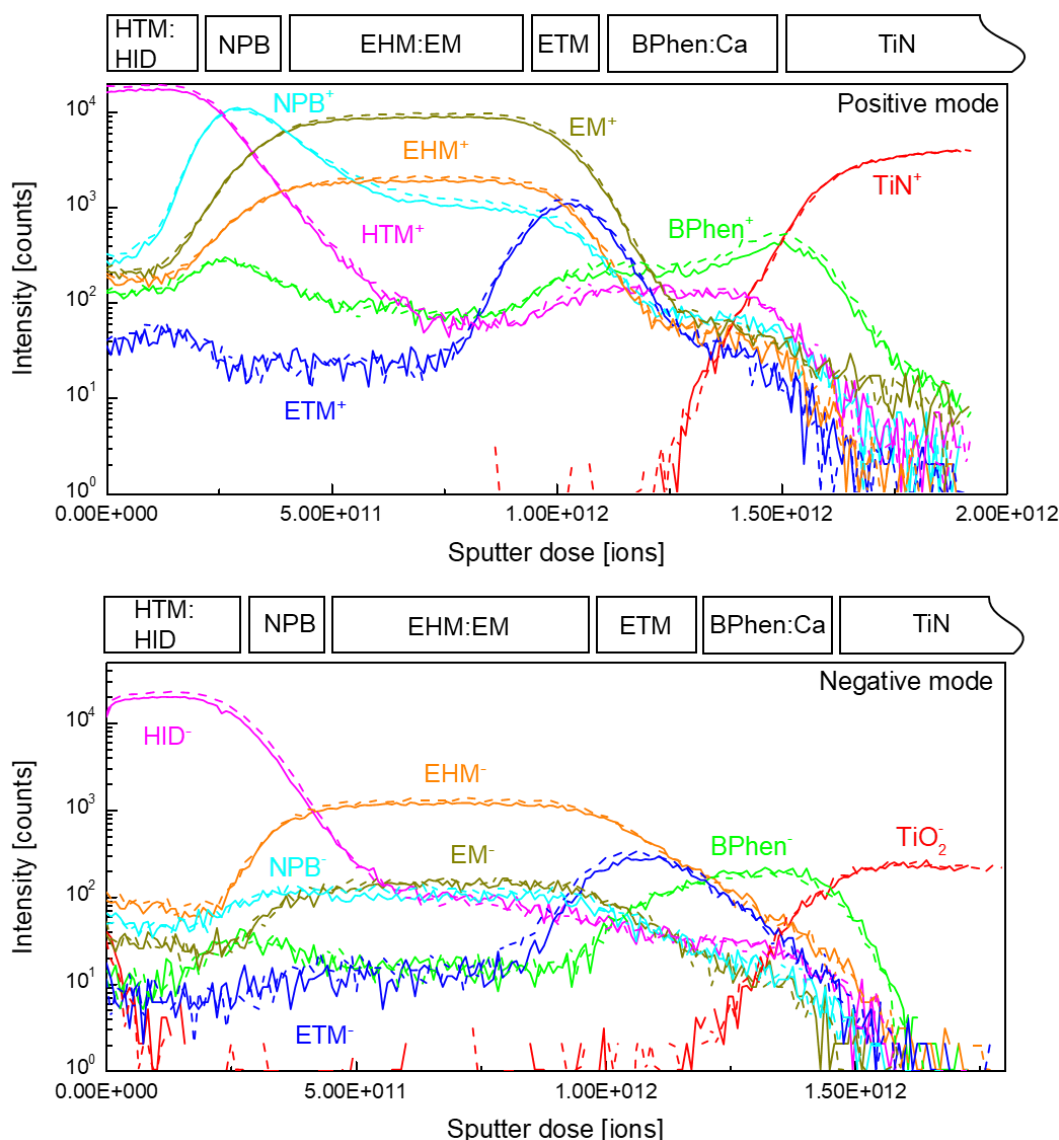 HTM:
HID
NPB
EHM:EM
ETM
BPhen:Ca
TiN
Positive mode
NPB⁺
EM⁺
EHM⁺
HTM⁺
BPhen⁺
TiN⁺
ETM⁺
Intensity [counts]
10⁴
10³
10²
10¹
10⁰
0.00E+000
5.00E+011
1.00E+012
1.50E+012
2.00E+012
Sputter dose [ions]
HTM:
HID
NPB
EHM:EM
ETM
BPhen:Ca
TiN
Negative mode
HID⁻
EHM⁻
NPB⁻
EM⁻
BPhen⁻
TiO₂⁻
ETM⁻
Intensity [counts]
10⁴
10³
10²
10¹
10⁰
0.00E+000
5.00E+011
1.00E+012
1.50E+012
Sputter dose [ions]